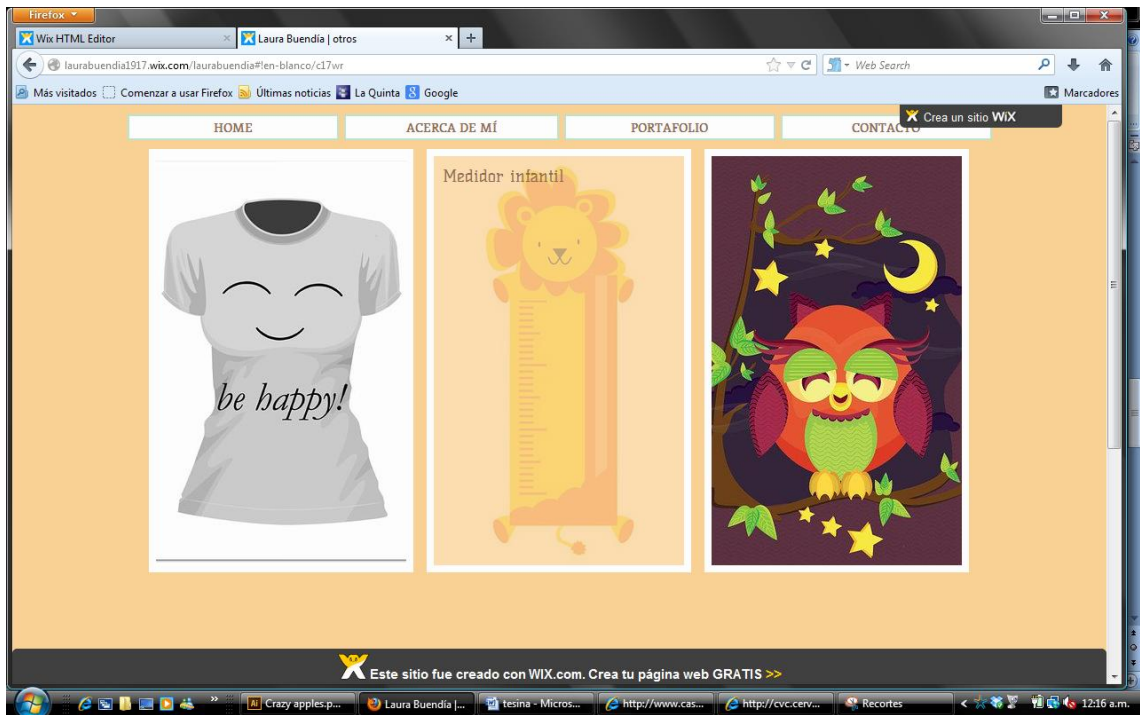 Firefox
Wix HTML Editor
Laura Buendía | otros
laurabuendia1917.wix.com/laurabuendia#!en-blanco/c17wr
Web Search
Más visitados
Comenzar a usar Firefox
Últimas noticias
La Quinta
Google
Marcadores
Crea un sitio WiX
HOME
ACERCA DE MÍ
PORTAFOLIO
CONTACTO
be happy!
Medidor infantil
Este sitio fue creado con WIX.com. Crea tu página web GRATIS >>
Crazy apples.p...
Laura Buendía |...
tesina - Micros...
http://www.cas...
http://cvc.cerv...
Recortes
12:16 a.m.